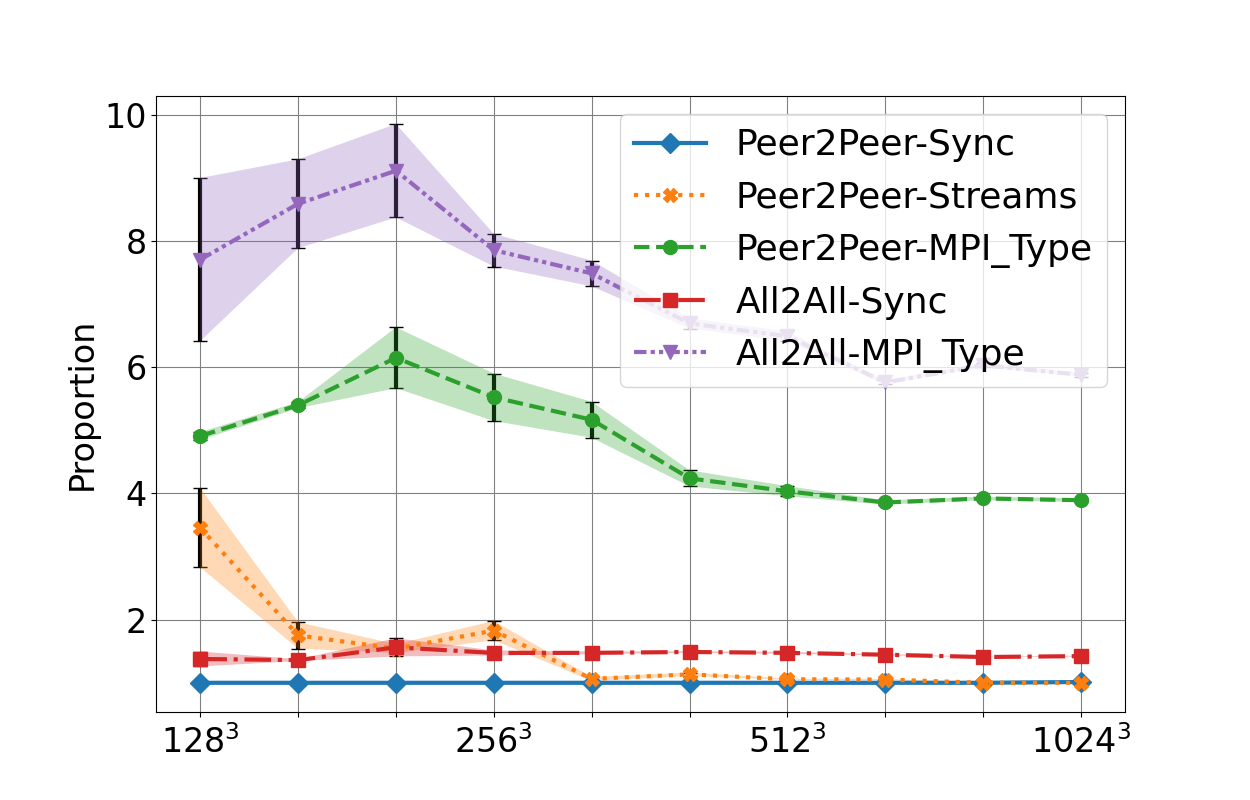 10
8
6
4
2
Proportion
Peer2Peer-Sync
Peer2Peer-Streams
Peer2Peer-MPI_Type
All2All-Sync
All2All-MPI_Type
128³
256³
512³
1024³